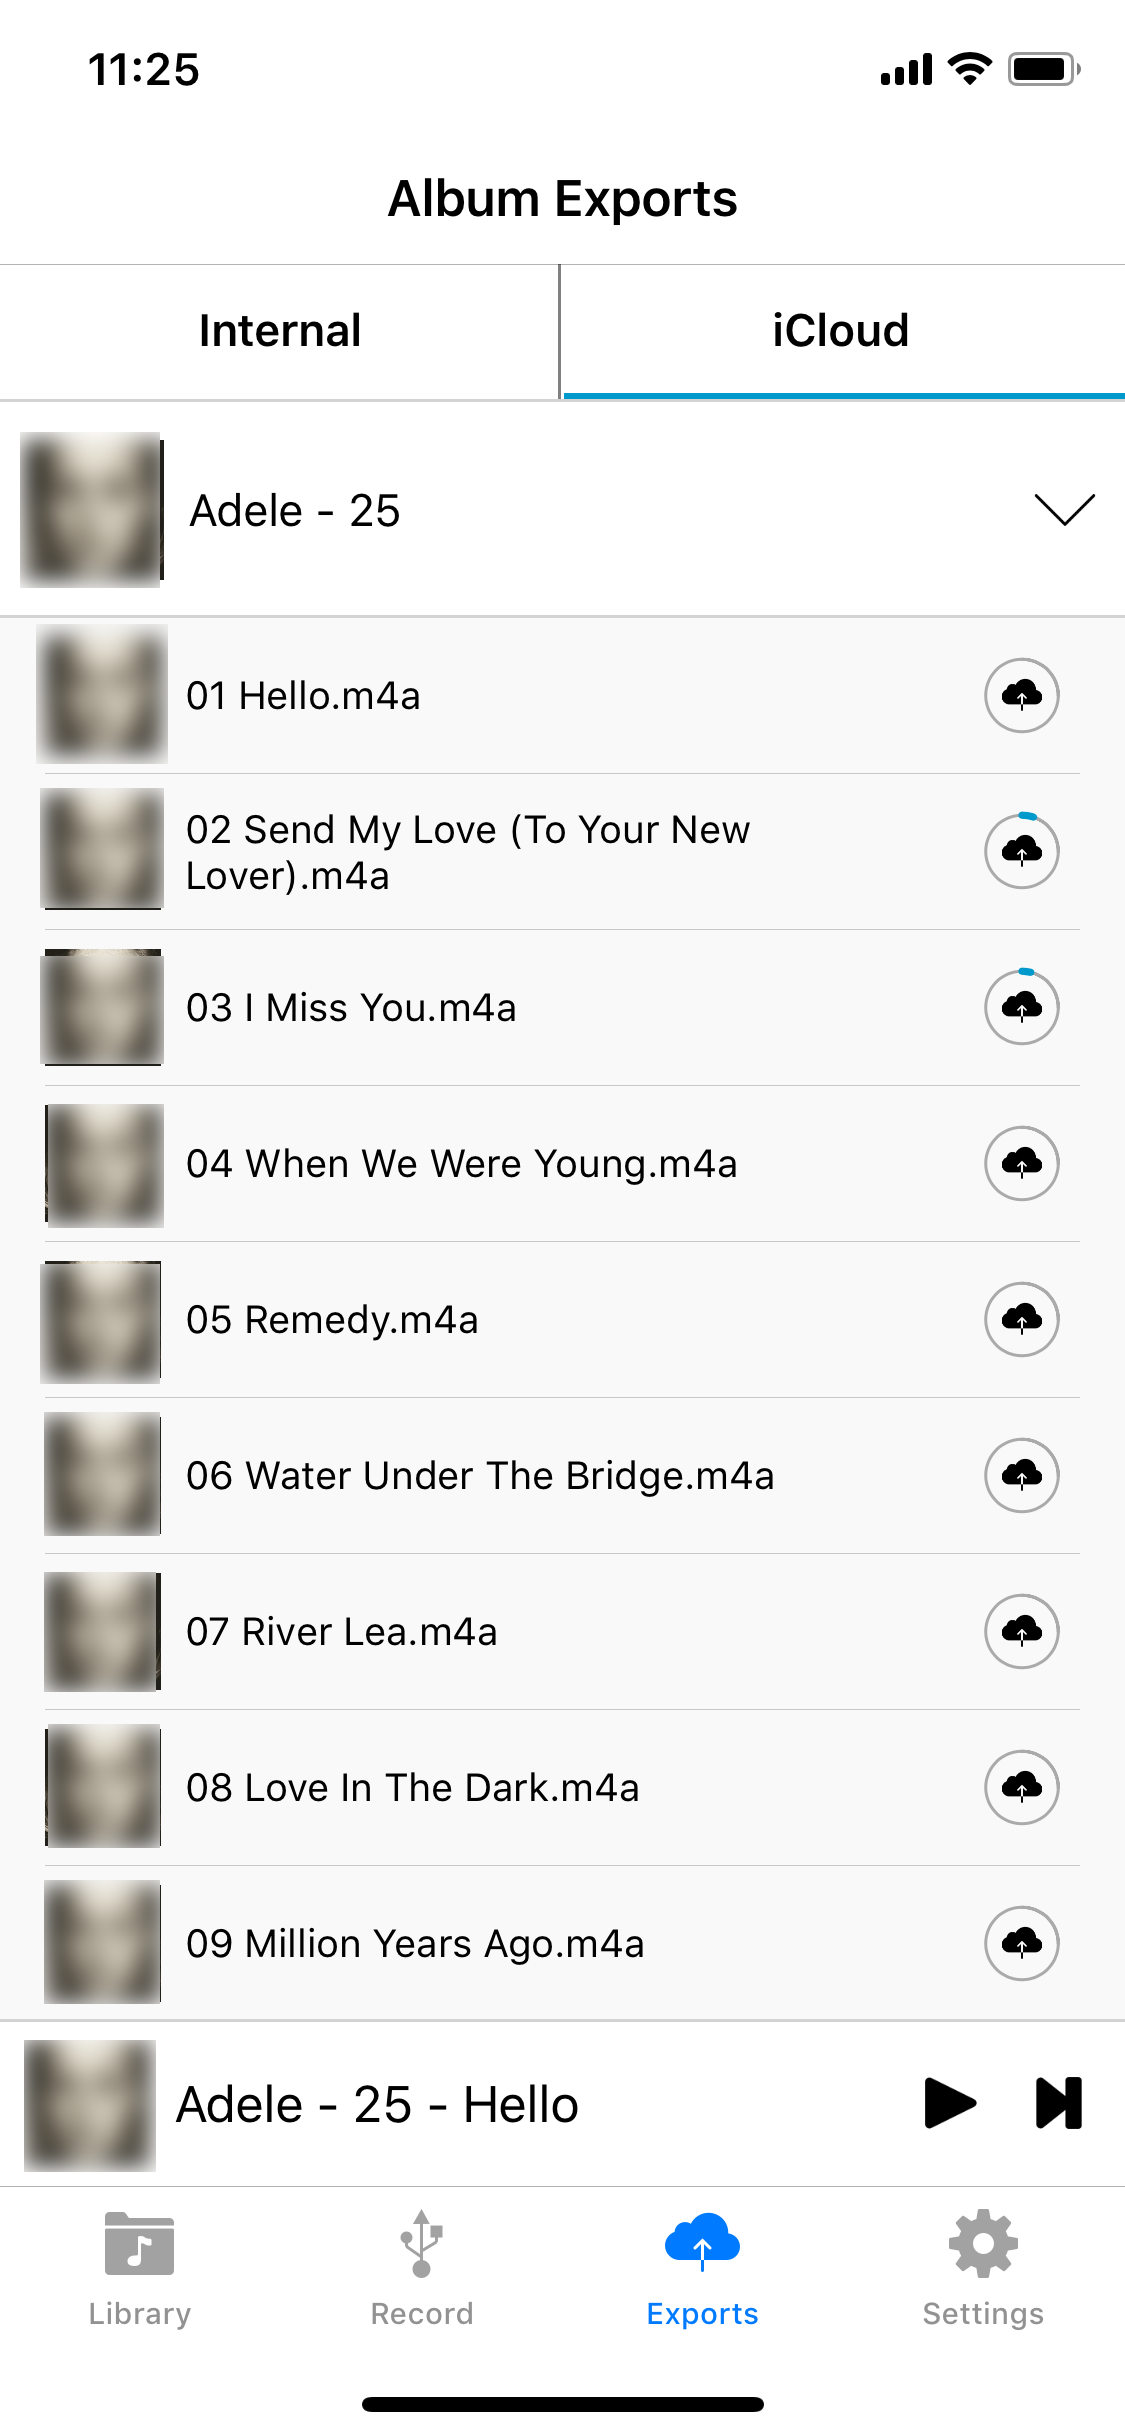 11:25
Album Exports
Internal
iCloud
Adele - 25
01 Hello.m4a
02 Send My Love (To Your New
Lover).m4a
03 I Miss You.m4a
04 When We Were Young.m4a
05 Remedy.m4a
06 Water Under The Bridge.m4a
07 River Lea.m4a
08 Love In The Dark.m4a
09 Million Years Ago.m4a
Adele - 25 - Hello
Library
Record
Exports
Settings